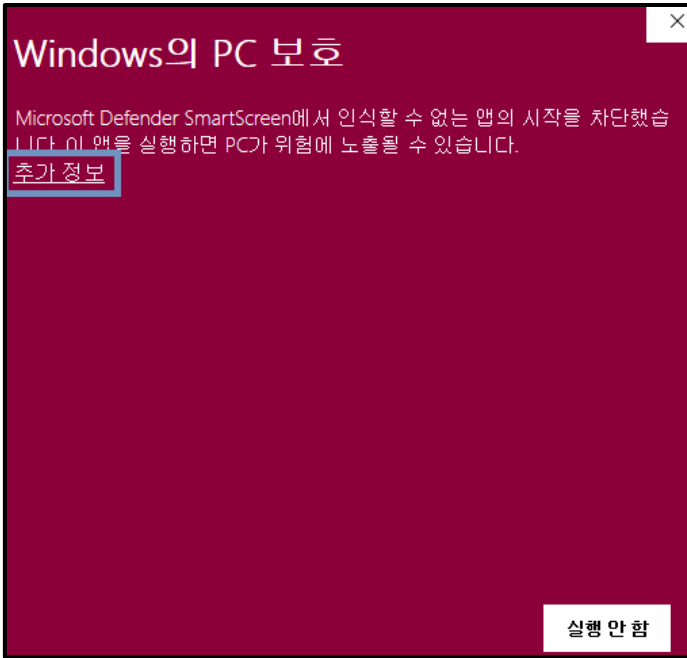 Windows의 PC 보호
Microsoft Defender SmartScreen에서 인식할 수 없는 앱의 시작을 차단했습
니다. 이 앱을 실행하면 PC가 위험에 노출될 수 있습니다.
추가 정보
실행 안 함